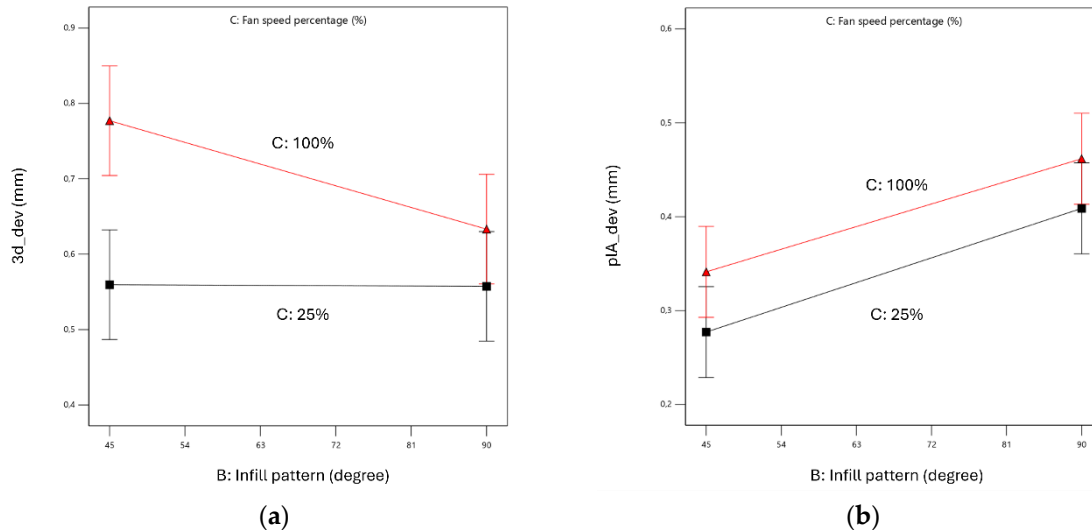 C: Fan speed percentage (%)
0,9
0,8
0,7
0,6
0,5
0,4
3d_dev (mm)
C: 100%
C: 25%
45 54 63 72 81 90
B: Infill pattern (degree)
(a)
C: Fan speed percentage (%)
0,6
0,5
0,4
0,3
0,2
plA_dev (mm)
C: 100%
C: 25%
45 54 63 72 81 90
B: Infill pattern (degree)
(b)